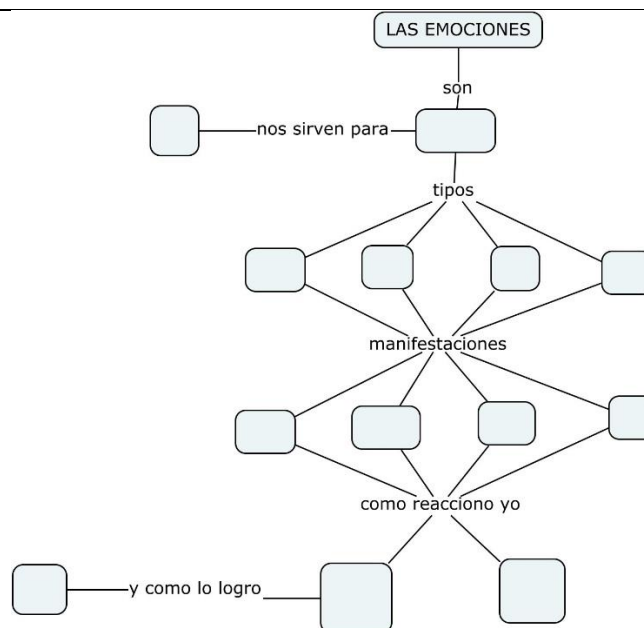 LAS EMOCIONES
son
nos sirven para
tipos
manifestaciones
como reacciono yo
y como lo logro